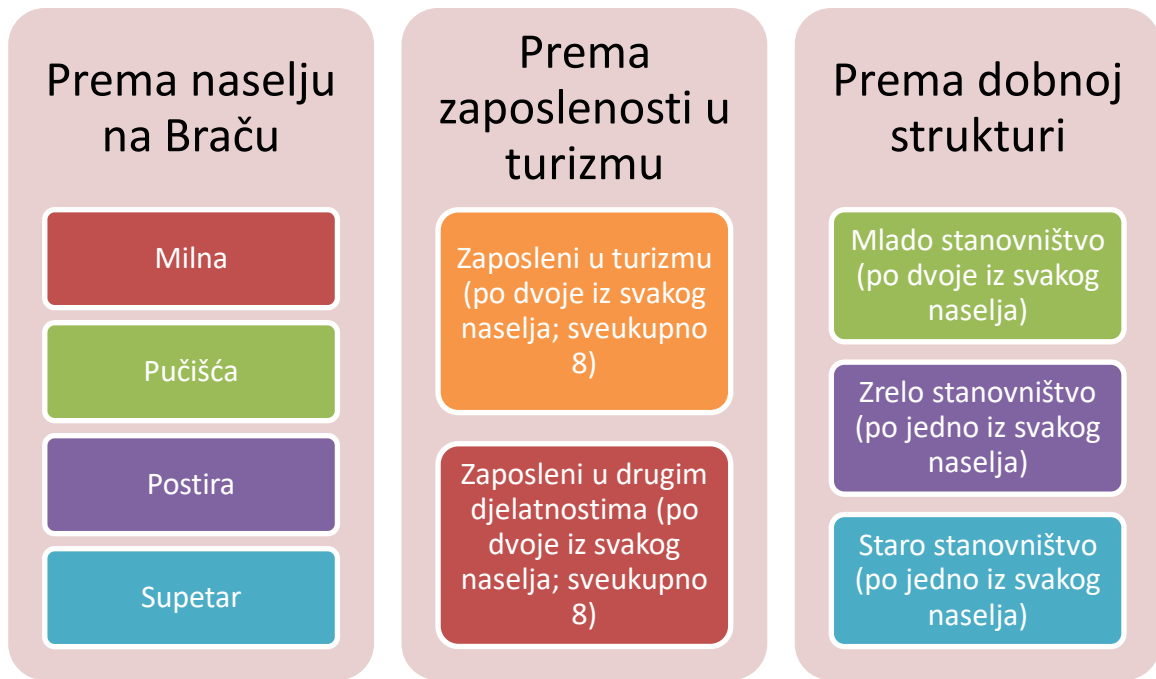 Prema naselju
na Braču
Milna
Pučišća
Postira
Supetar
Prema
zaposlenosti u
turizmu
Zaposleni u turizmu
(po dvoje iz svakog
naselja; sveukupno
8)
Zaposleni u drugim
djelatnostima (po
dvoje iz svakog
naselja; sveukupno
8)
Prema dobnoj
strukturi
Mlado stanovništvo
(po dvoje iz svakog
naselja)
Zrelo stanovništvo
(po jedno iz svakog
naselja)
Staro stanovništvo
(po jedno iz svakog
naselja)